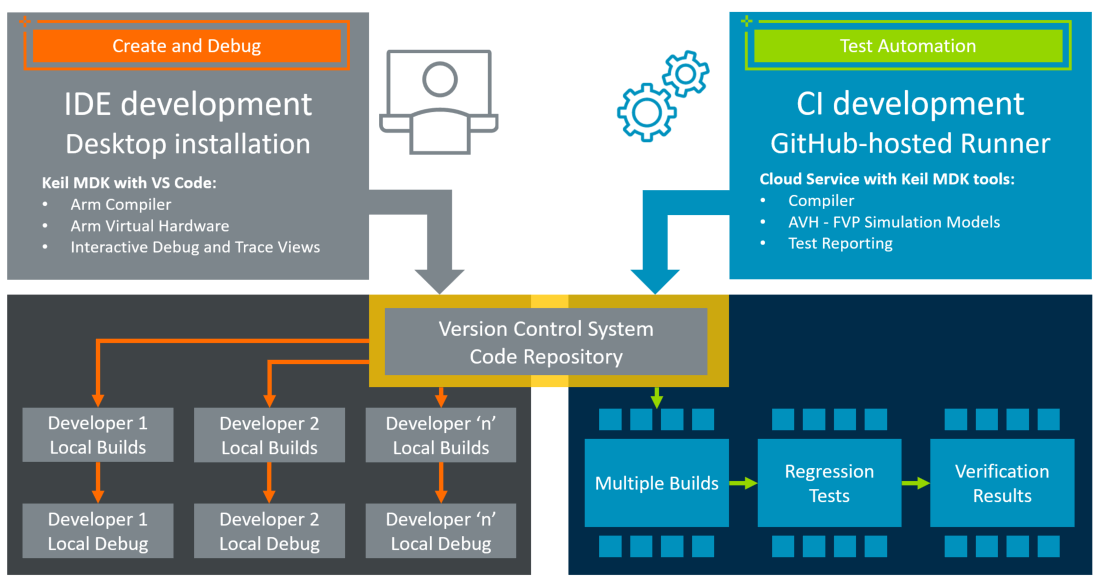 Create and Debug
IDE development
Desktop installation
Keil MDK with VS Code:
• Arm Compiler
• Arm Virtual Hardware
• Interactive Debug and Trace Views
Test Automation
CI development
GitHub-hosted Runner
Cloud Service with Keil MDK tools:
• Compiler
• AVH - FVP Simulation Models
• Test Reporting
Version Control System
Code Repository
Developer 1
Local Builds
Developer 2
Local Builds
Developer ‘n’
Local Builds
Developer 1
Local Debug
Developer 2
Local Debug
Developer ‘n’
Local Debug
Multiple Builds
Regression
Tests
Verification
Results